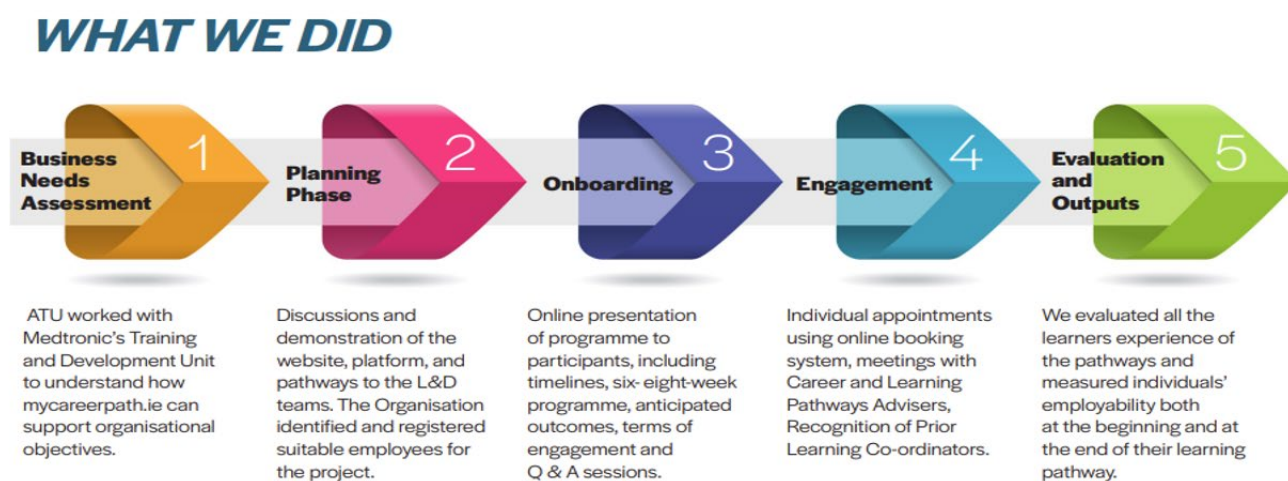 WHAT WE DID
1
Business
Needs
Assessment
ATU worked with
Medtronic's Training
and Development Unit
to understand how
mycareerpath.ie can
support organisational
objectives.
2
Planning
Phase
Discussions and
demonstration of the
website, platform, and
pathways to the L&D
teams. The Organisation
identified and registered
suitable employees for
the project.
3
Onboarding
Online presentation
of programme to
participants, including
timelines, six-eight-week
programme, anticipated
outcomes, terms of
engagement and
Q & A sessions.
4
Engagement
Individual appointments
using online booking
system, meetings with
Career and Learning
Pathways Advisers,
Recognition of Prior
Learning Co-ordinators.
5
Evaluation
and
Outputs
We evaluated all the
learners experience of
the pathways and
measured individuals'
employability both
at the beginning and at
the end of their learning
pathway.